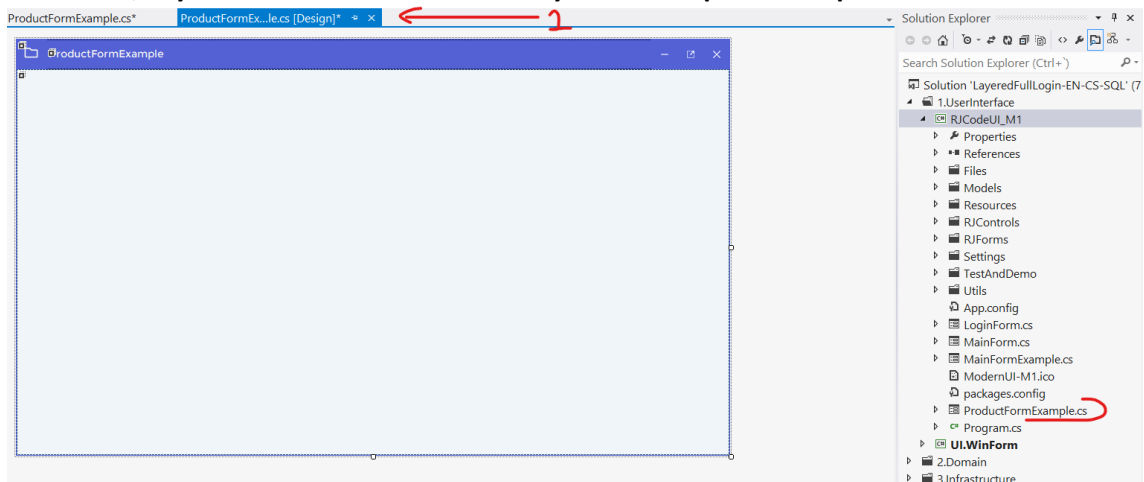 ProductFormExample.cs*
ProductFormEx...le.cs [Design]*
1
ProductFormExample
Solution Explorer
Search Solution Explorer (Ctrl+`)
Solution 'LayeredFullLogin-EN-CS-SQL' (7
1.UserInterface
RJCodeUI_M1
Properties
References
Files
Models
Resources
RJControls
RJForms
Settings
TestAndDemo
Utils
App.config
LoginForm.cs
MainForm.cs
MainFormExample.cs
ModernUI-M1.ico
packages.config
ProductFormExample.cs
Program.cs
UI.WinForm
2.Domain
3.Infrastructure